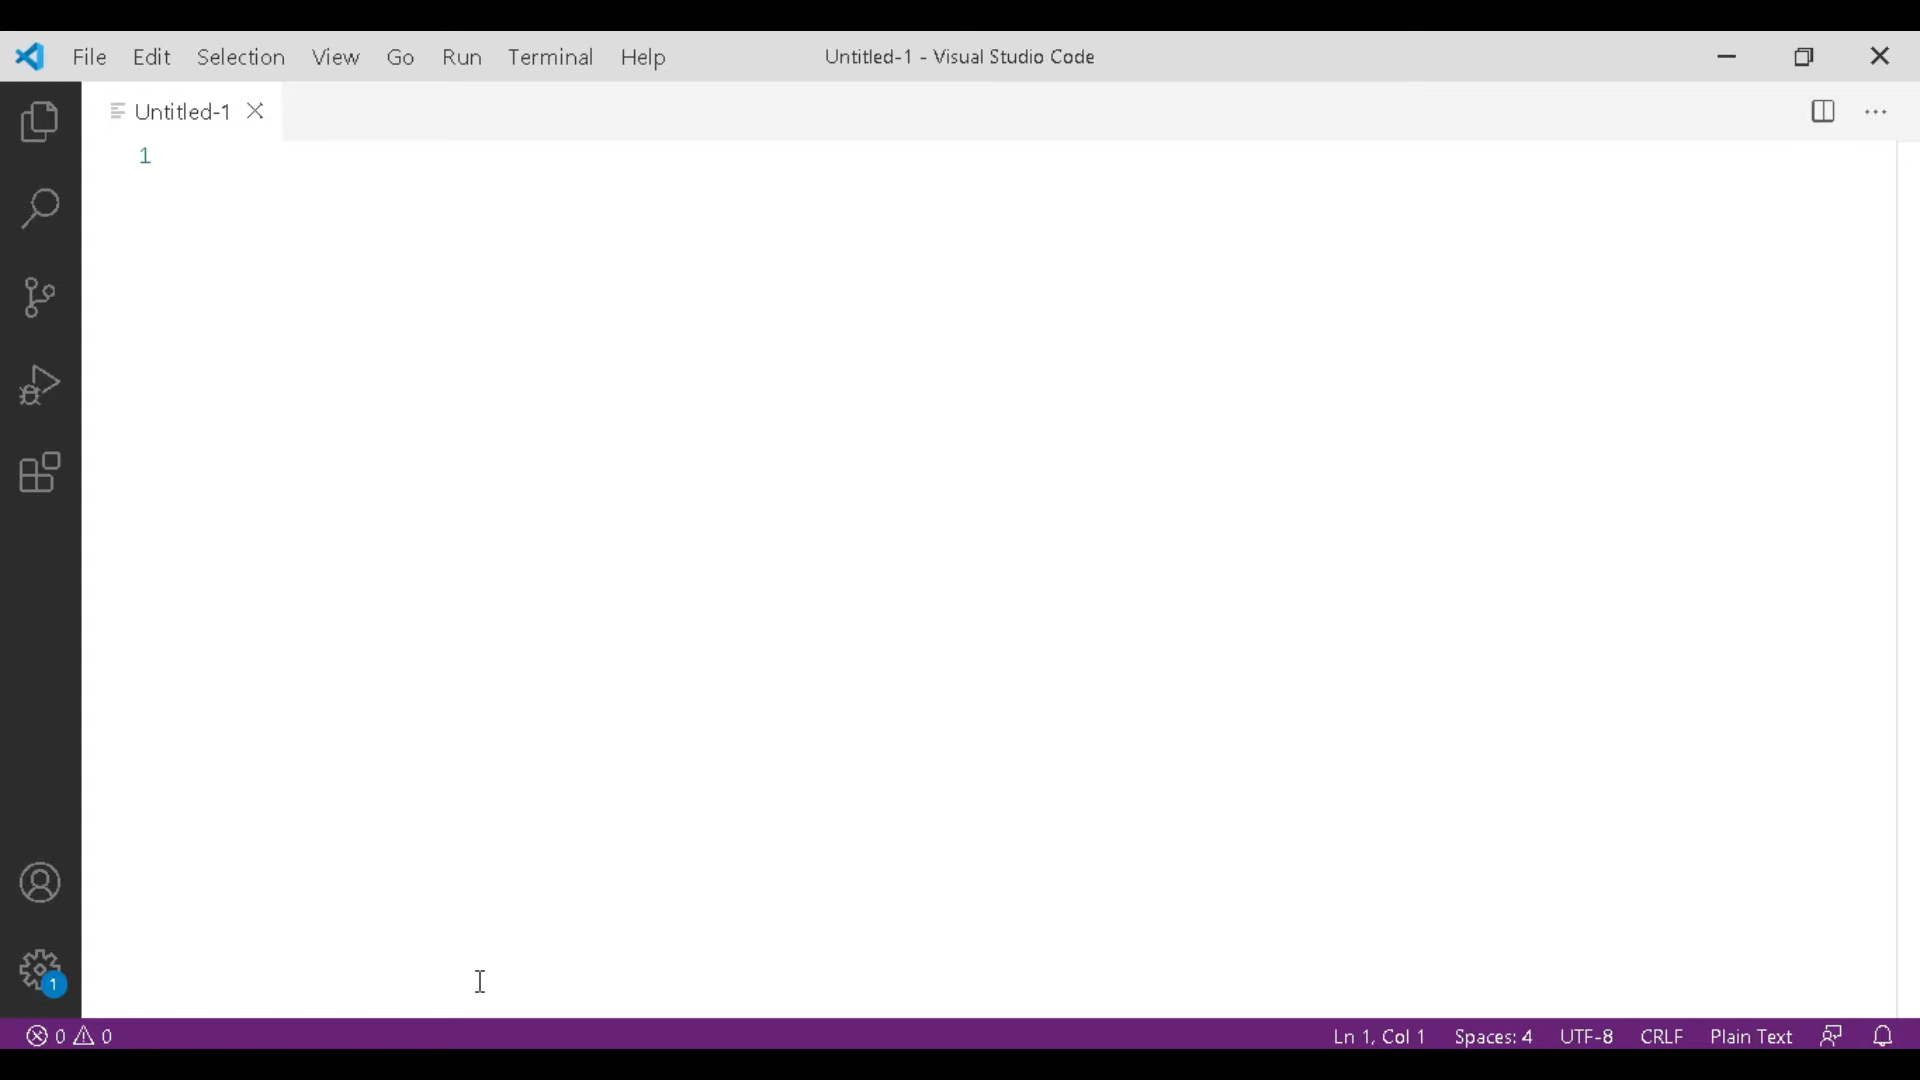 File Edit Selection View Go Run Terminal Help Untitled-1 - Visual Studio Code
Untitled-1
1
1
0 0 Ln 1, Col 1 Spaces: 4 UTF-8 CRLF Plain Text